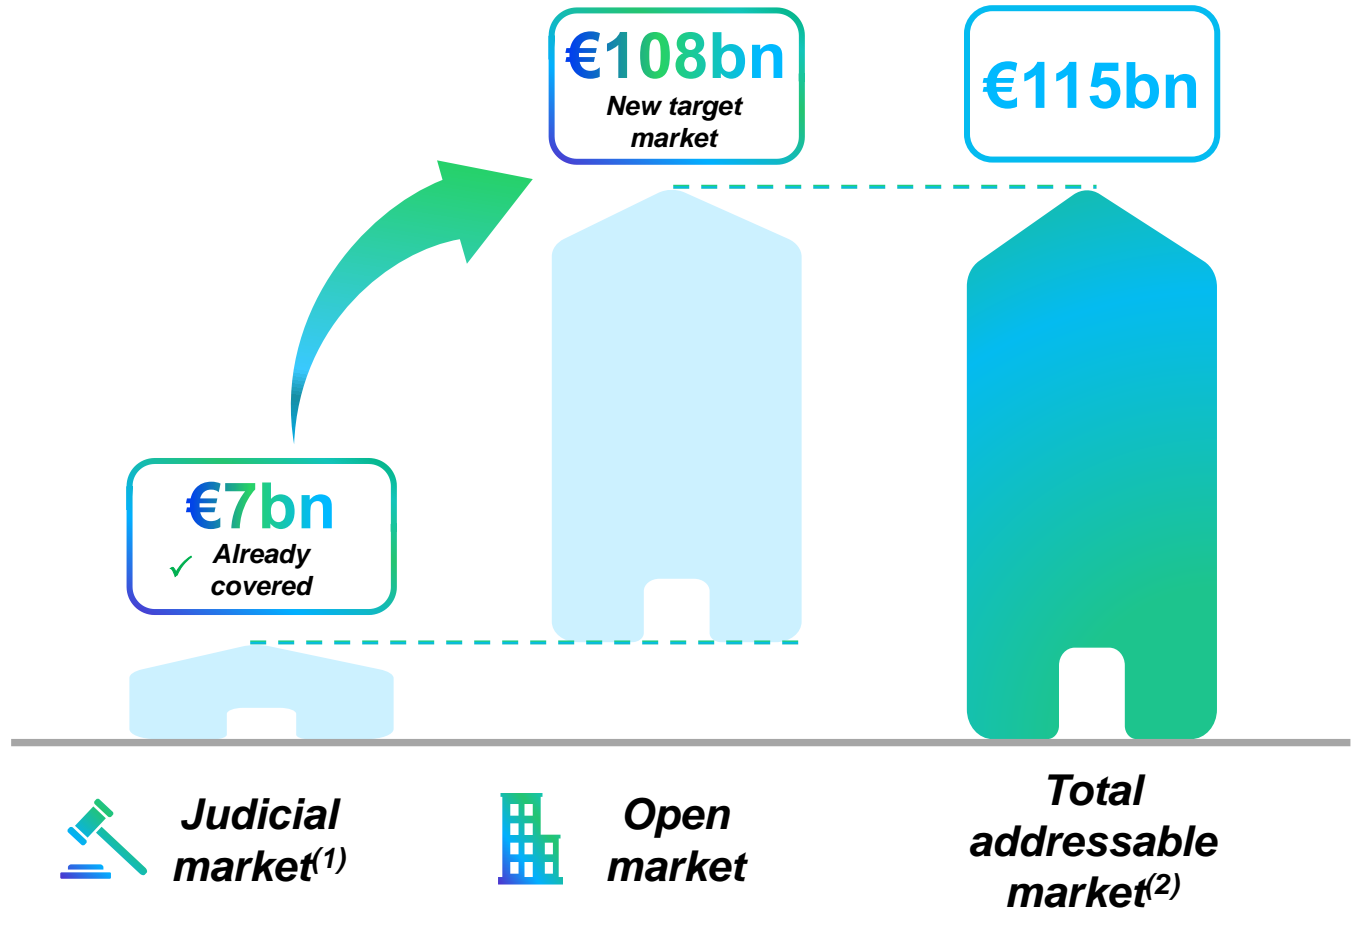 €108bn
New target
market
€115bn
€7bn
✓ Already
covered
Judicial
market(1)
Open
market
Total
addressable
market(2)